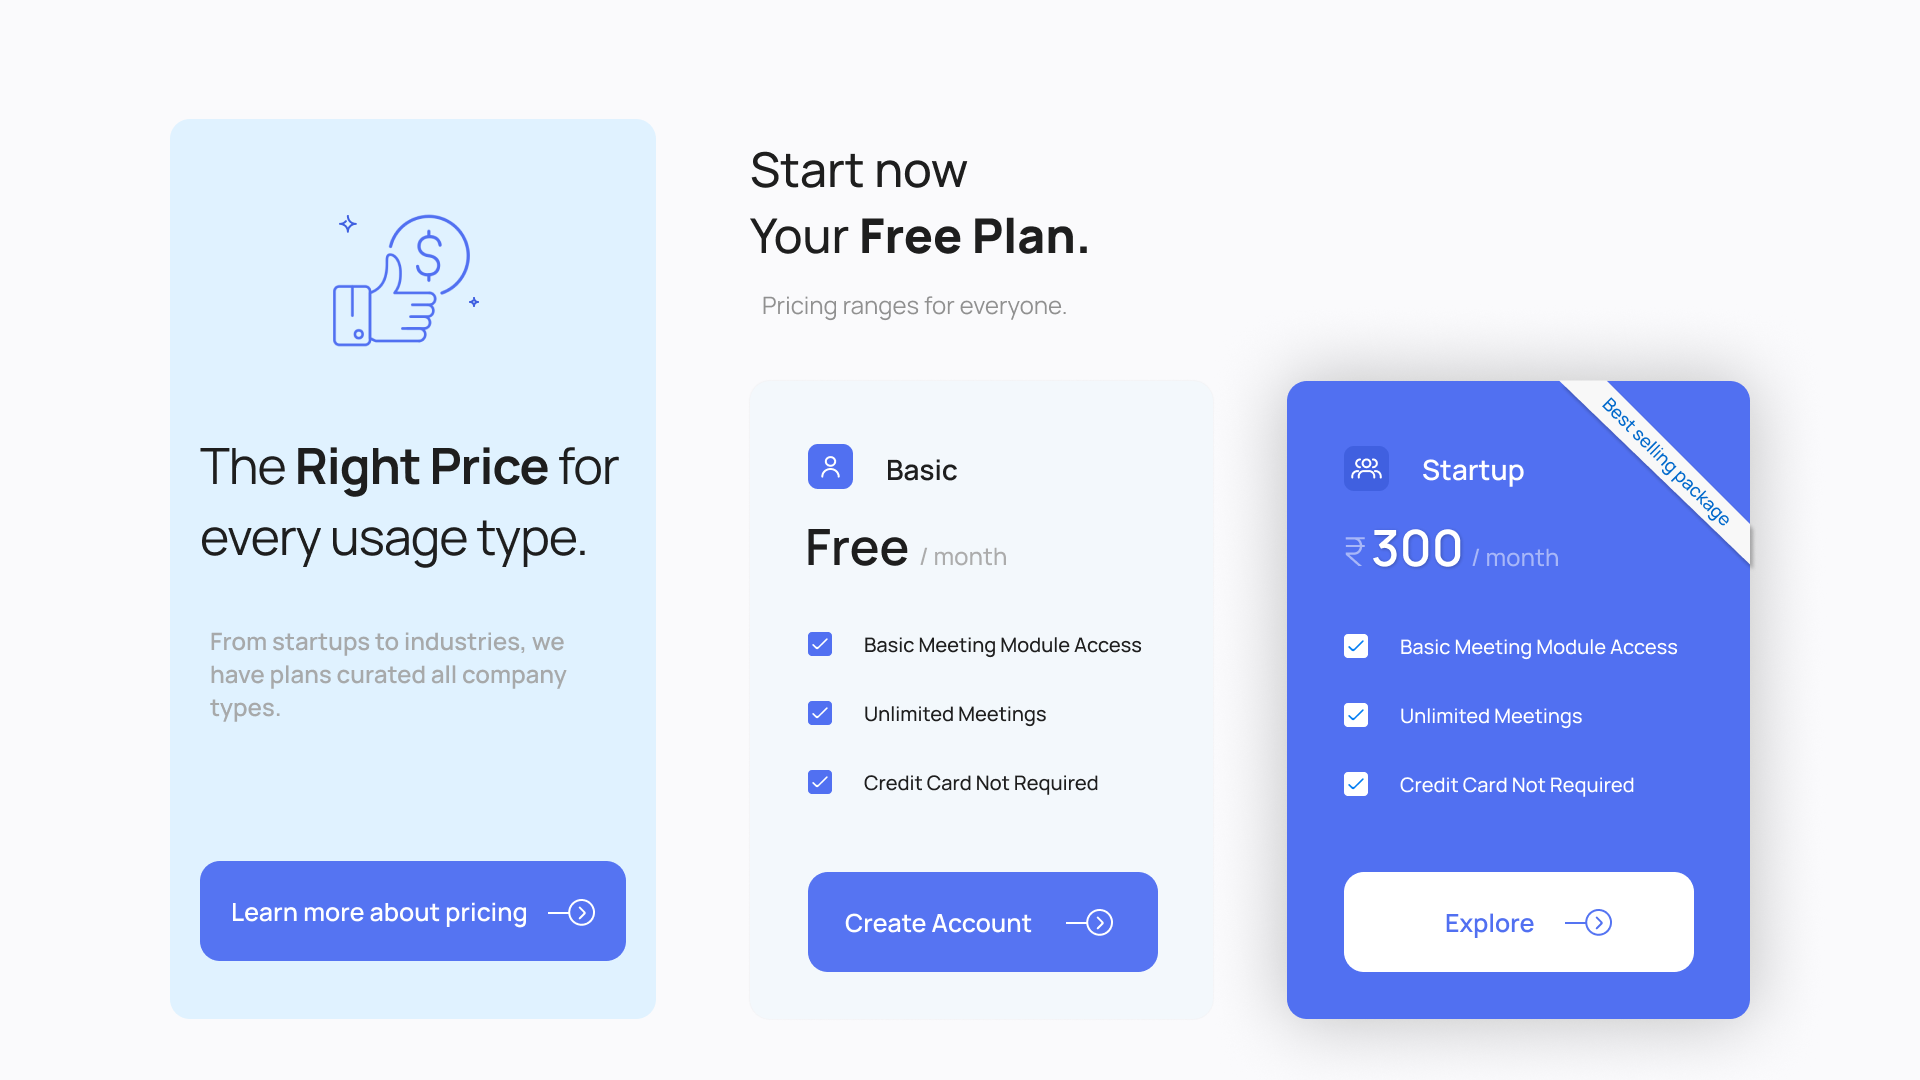 The Right Price for
every usage type.
From startups to industries, we
have plans curated all company
types.
Learn more about pricing
Start now
Your Free Plan.
Pricing ranges for everyone.
Basic
Free / month
Basic Meeting Module Access
Unlimited Meetings
Credit Card Not Required
Create Account
Best selling package
Startup
₹ 300 / month
Basic Meeting Module Access
Unlimited Meetings
Credit Card Not Required
Explore